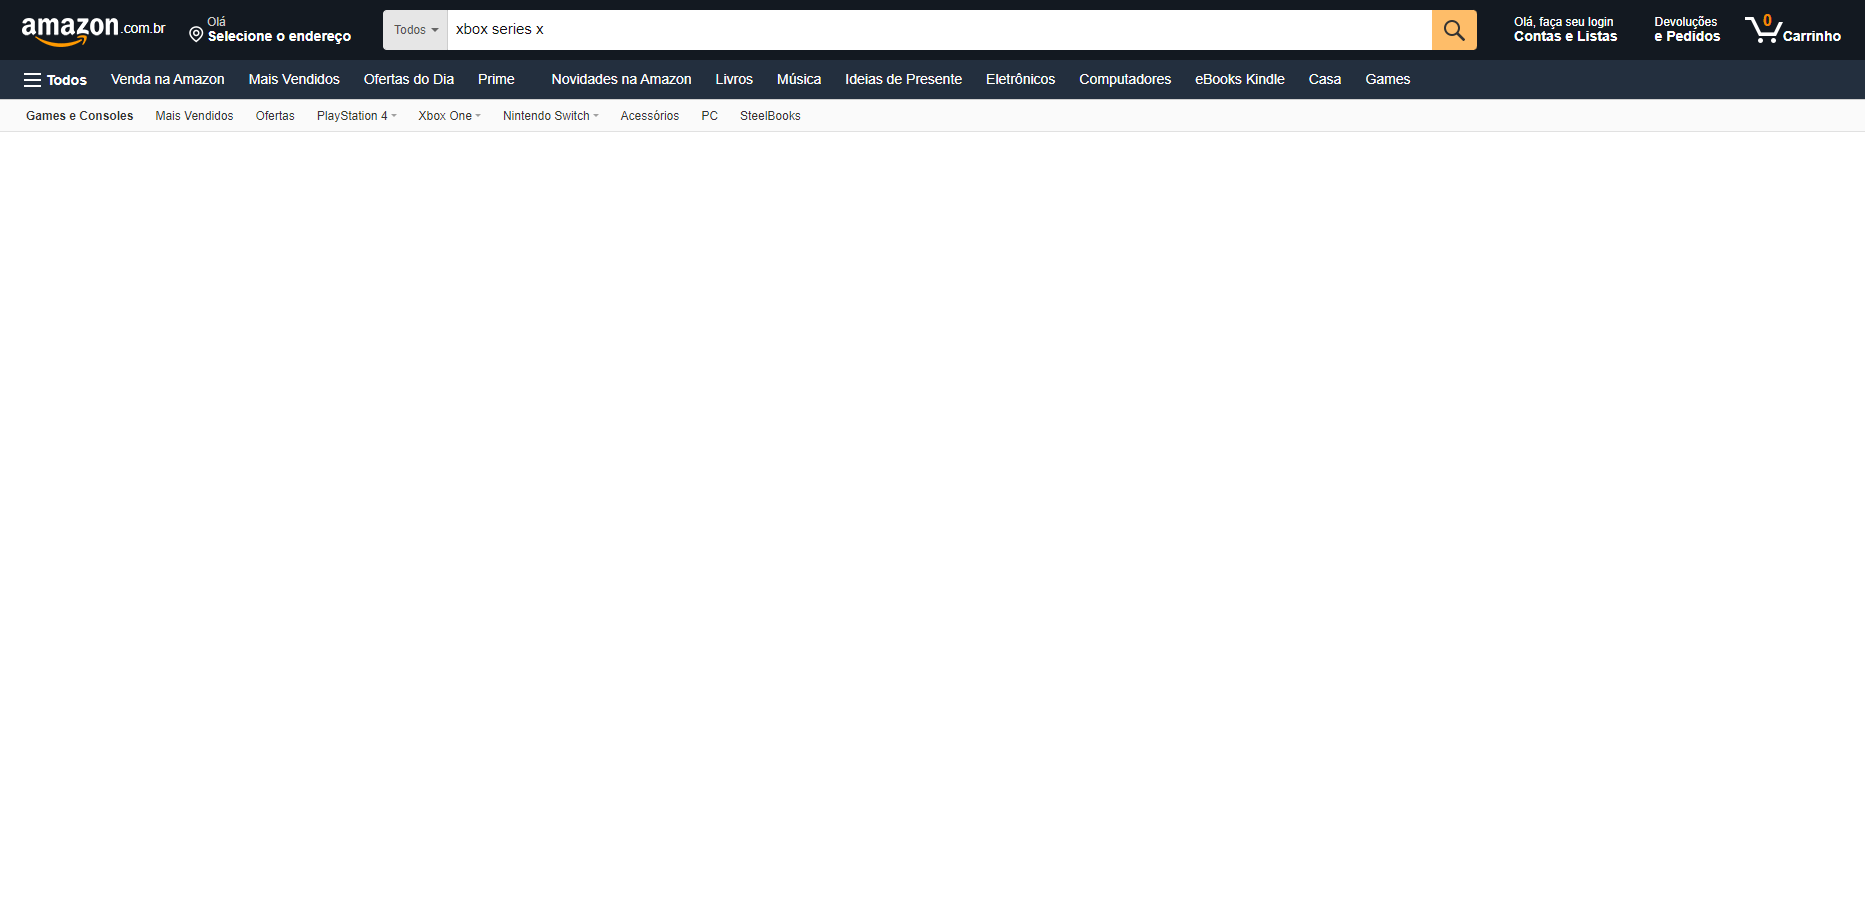 amazon.com.br
Olá
Selecione o endereço
Todos
xbox series x
Olá, faça seu login
Contas e Listas
Devoluções
e Pedidos
0
Carrinho
Todos
Venda na Amazon
Mais Vendidos
Ofertas do Dia
Prime
Novidades na Amazon
Livros
Música
Ideias de Presente
Eletrônicos
Computadores
eBooks Kindle
Casa
Games
Games e Consoles
Mais Vendidos
Ofertas
PlayStation 4
Xbox One
Nintendo Switch
Acessórios
PC
SteelBooks